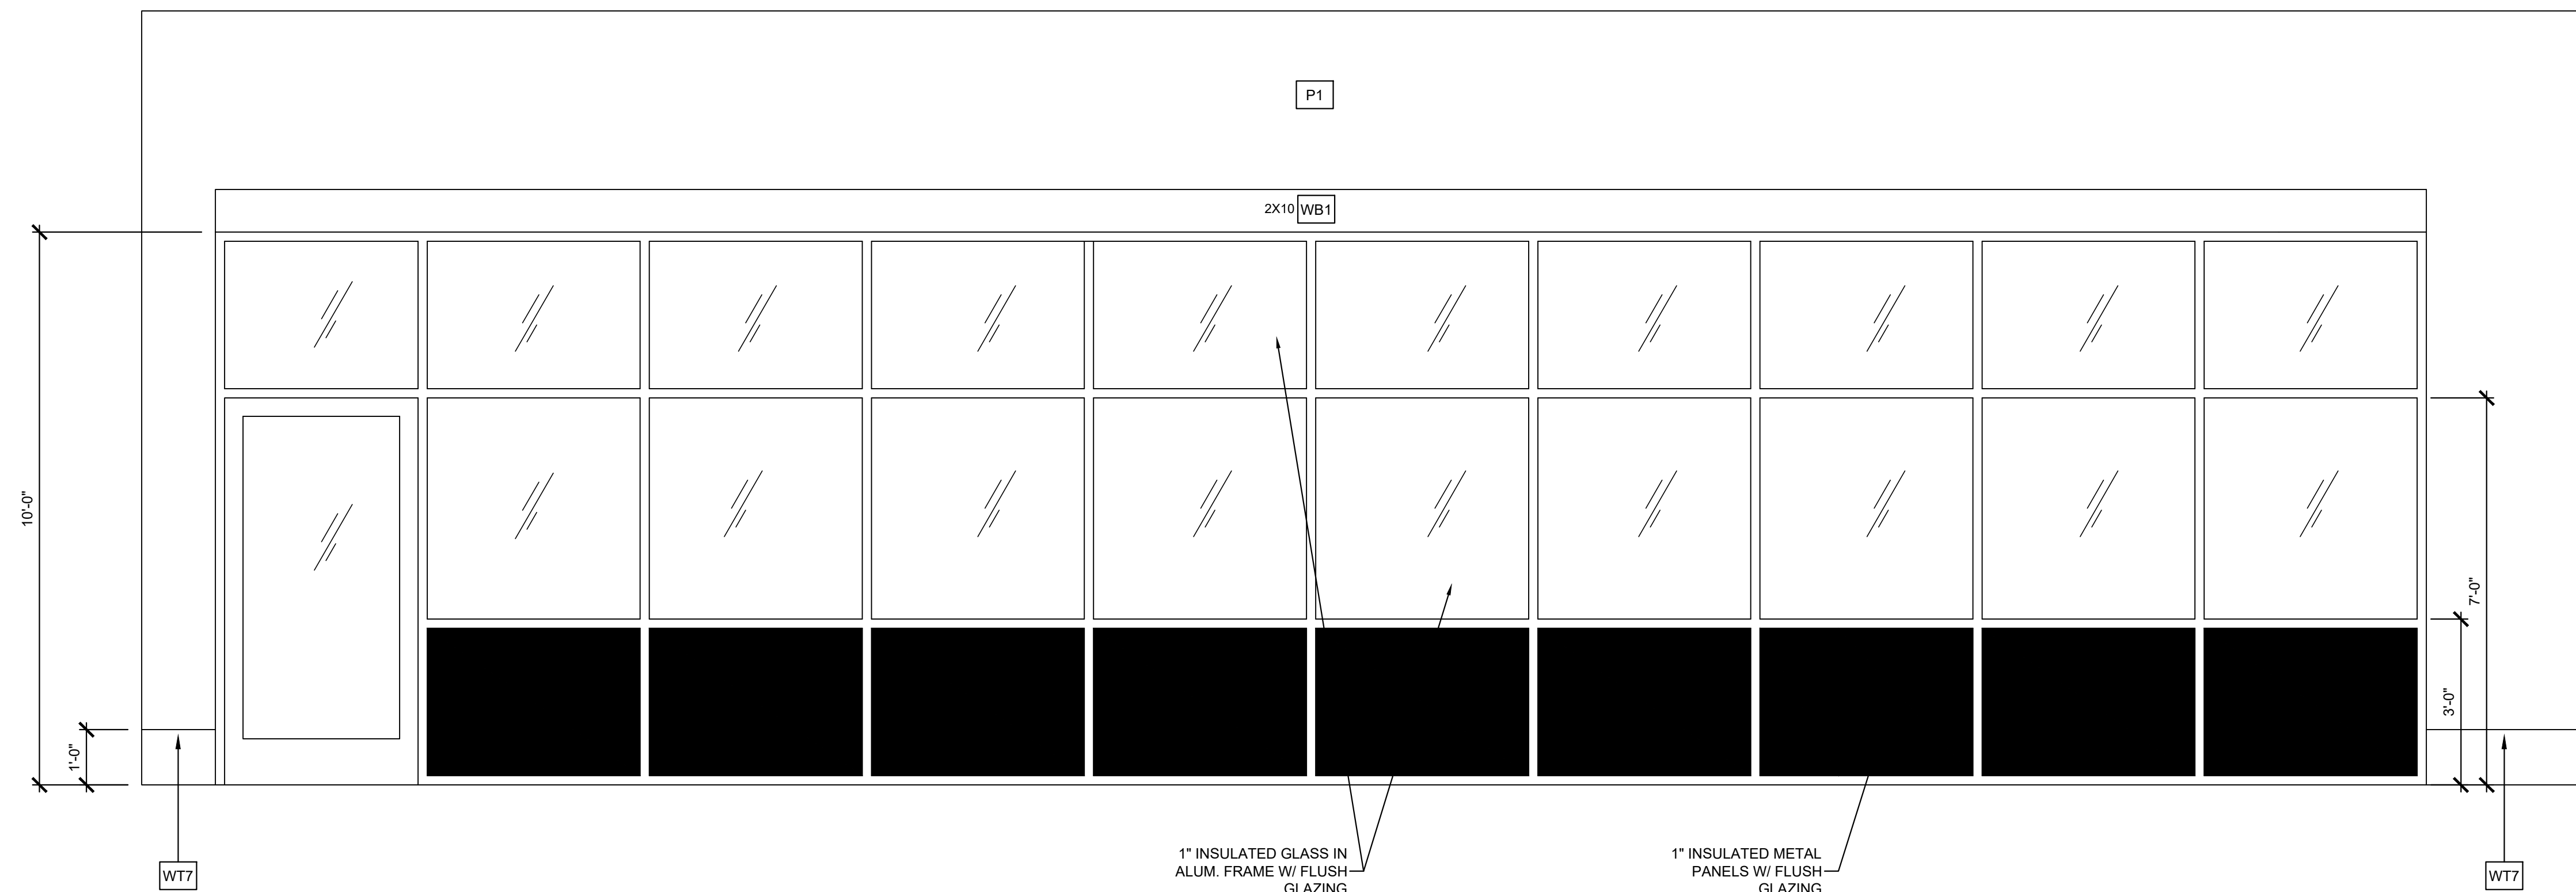 P1
2X10 WB1
10'-0"
7'-0"
3'-0"
1'-0"
1" INSULATED GLASS IN
ALUM. FRAME W/ FLUSH
GLAZING
1" INSULATED METAL
PANELS W/ FLUSH
GLAZING
WT7
WT7